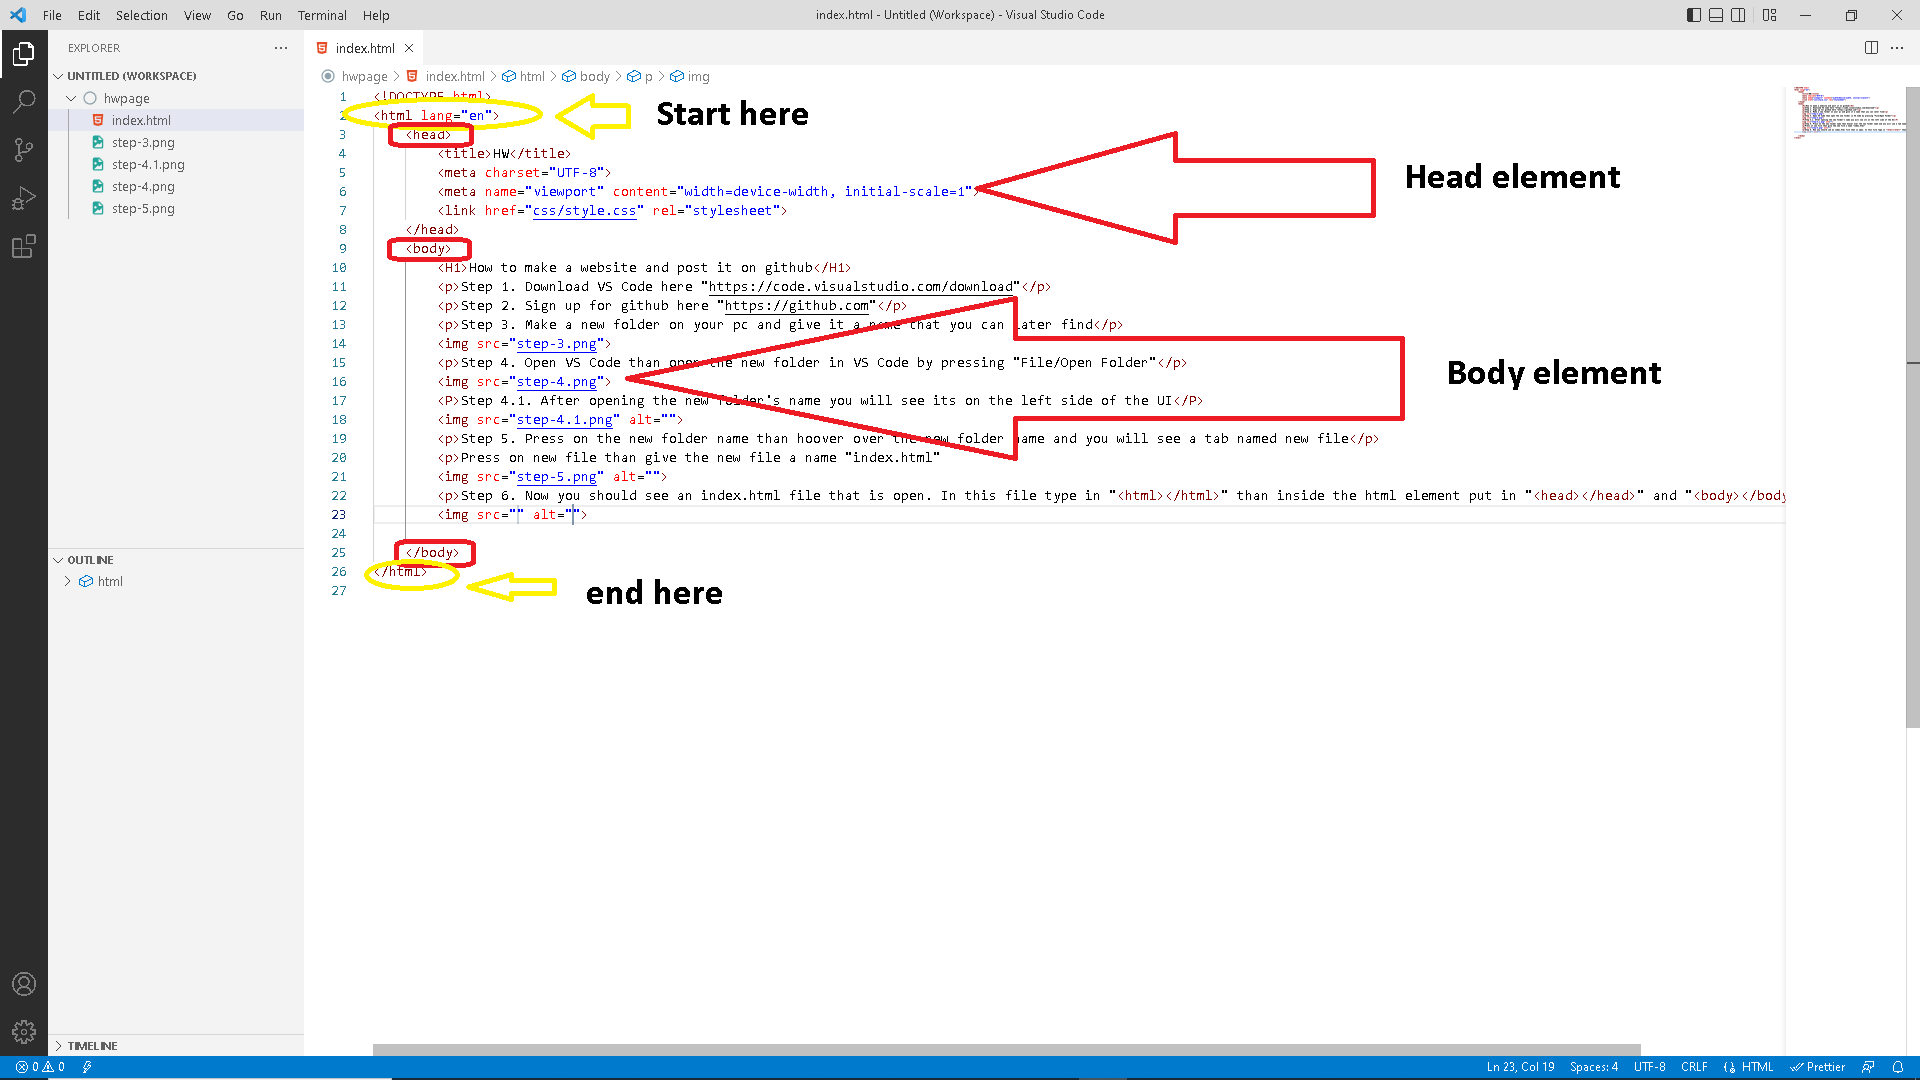 File Edit Selection View Go Run Terminal Help
index.html - Untitled (Workspace) - Visual Studio Code
EXPLORER
UNTITLED (WORKSPACE)
hwpage
index.html
step-3.png
step-4.1.png
step-4.png
step-5.png
OUTLINE
html
TIMELINE
index.html
hwpage > index.html > html > body > p > img
1 <!DOCTYPE html>
2 <html lang="en">
3 <head>
4 <title>HW</title>
5 <meta charset="UTF-8">
6 <meta name="viewport" content="width=device-width, initial-scale=1">
7 <link href="css/style.css" rel="stylesheet">
8 </head>
9 <body>
10 <H1>How to make a website and post it on github</H1>
11 <p>Step 1. Download VS Code here "https://code.visualstudio.com/download"</p>
12 <p>Step 2. Sign up for github here "https://github.com"</p>
13 <p>Step 3. Make a new folder on your pc and give it a name that you can later find</p>
14 <img src="step-3.png">
15 <p>Step 4. Open VS Code than open the new folder in VS Code by pressing "File/Open Folder"</p>
16 <img src="step-4.png">
17 <P>Step 4.1. After opening the new folder's name you will see its on the left side of the UI</P>
18 <img src="step-4.1.png" alt="">
19 <p>Step 5. Press on the new folder name than hoover over the new folder name and you will see a tab named new file</p>
20 <p>Press on new file than give the new file a name "index.html"
21 <img src="step-5.png" alt="">
22 <p>Step 6. Now you should see an index.html file that is open. In this file type in "<html></html>" than inside the html element put in "<head></head>" and "<body></body
23 <img src="" alt="">
24
25 </body>
26 </html>
27
Start here
Head element
Body element
end here
0 0
Ln 23, Col 19 Spaces: 4 UTF-8 CRLF HTML Prettier